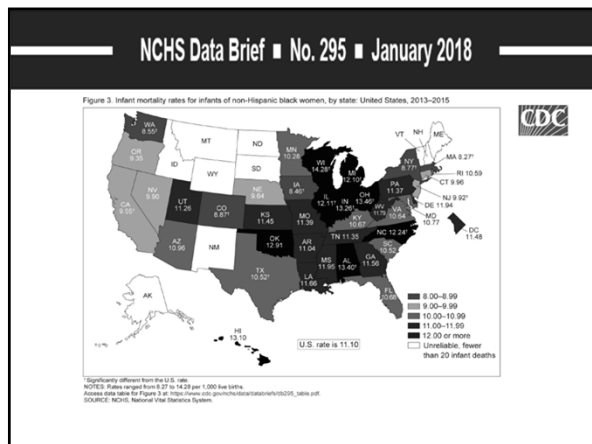 NCHS Data Brief ■ No. 295 ■ January 2018
Figure 3. Infant mortality rates for infants of non-Hispanic black women, by state: United States, 2013–2015
CDC
WA
8.55¹
OR
9.35
CA
9.55¹
NV
9.90
ID
MT
WY
UT
11.26
AZ
10.96
CO
8.87¹
NM
ND
SD
NE
9.64
KS
11.45
OK
12.91
TX
10.52¹
MN
10.28
IA
8.46¹
MO
11.39
AR
11.04
LA
11.66
WI
14.28¹
IL
12.11¹
MI
12.10¹
IN
13.26¹
OH
13.46¹
KY
10.67
TN 11.35
MS
11.95
AL
13.40¹
GA
11.56
FL
10.66
SC
10.52
NC 12.24¹
VA
10.64
WV
PA
11.37
NY
8.77¹
VT
NH
ME
MA 8.27¹
RI 10.59
CT 9.96
NJ 9.92¹
DE 11.94
MD
10.77
DC
11.48
AK
HI
13.10
U.S. rate is 11.10
8.00–8.99
9.00–9.99
10.00–10.99
11.00–11.99
12.00 or more
Unreliable, fewer
than 20 infant deaths
¹ Significantly different from the U.S. rate
NOTES: Rates ranged from 8.27 to 14.28 per 1,000 live births.
Access data table for Figure 3 at: https://www.cdc.gov/nchs/data/databriefs/db295_table.pdf.
SOURCE: NCHS, National Vital Statistics System.